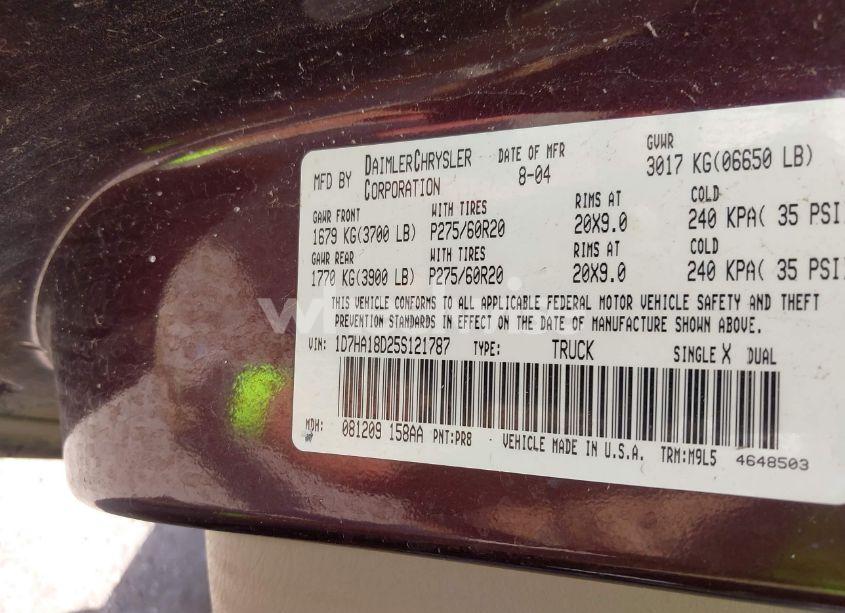 MFD BY DAIMLERCHRYSLER CORPORATION DATE OF MFR 8-04 GVWR 3017 KG(06650 LB)
GAWR FRONT WITH TIRES RIMS AT COLD
1679 KG(3700 LB) P275/60R20 20X9.0 240 KPA( 35 PSI)
GAWR REAR WITH TIRES RIMS AT COLD
1770 KG(3900 LB) P275/60R20 20X9.0 240 KPA( 35 PSI)
THIS VEHICLE CONFORMS TO ALL APPLICABLE FEDERAL MOTOR VEHICLE SAFETY AND THEFT
PREVENTION STANDARDS IN EFFECT ON THE DATE OF MANUFACTURE SHOWN ABOVE.
VIN: 1D7HA18D25S121787 TYPE: TRUCK SINGLE X DUAL
MDH: 081209 158AA PNT:PR8 VEHICLE MADE IN U.S.A. TRM:M9L5 4648503